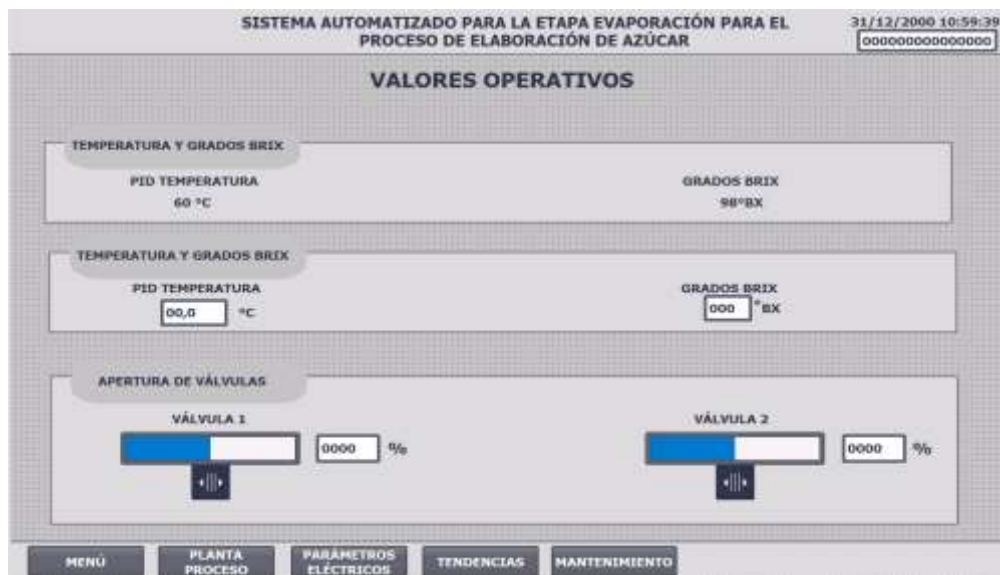 SISTEMA AUTOMATIZADO PARA LA ETAPA EVAPORACIÓN PARA EL
PROCESO DE ELABORACIÓN DE AZÚCAR
31/12/2000 10:59:39
000000000000000
VALORES OPERATIVOS
TEMPERATURA Y GRADOS BRIX
PID TEMPERATURA
60 °C
GRADOS BRIX
98°BX
TEMPERATURA Y GRADOS BRIX
PID TEMPERATURA
00,0 °C
GRADOS BRIX
000 °BX
APERTURA DE VÁLVULAS
VÁLVULA 1
0000 %
VÁLVULA 2
0000 %
MENÚ
PLANTA
PROCESO
PARÁMETROS
ELÉCTRICOS
TENDENCIAS
MANTENIMIENTO